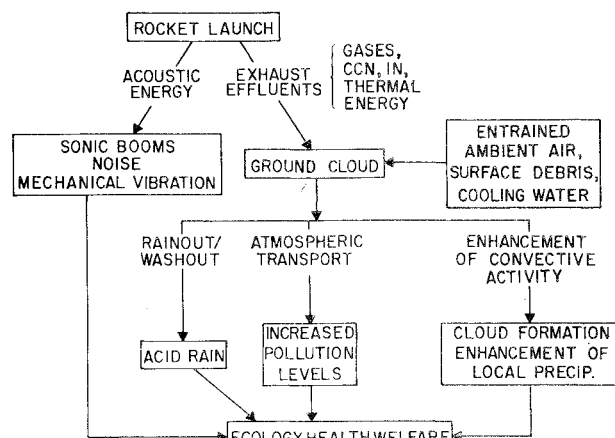 ROCKET LAUNCH
ACOUSTIC
ENERGY
EXHAUST
EFFLUENTS
GASES,
CCN, IN,
THERMAL
ENERGY
SONIC BOOMS
NOISE
MECHANICAL VIBRATION
GROUND CLOUD
ENTRAINED
AMBIENT AIR,
SURFACE DEBRIS,
COOLING WATER
RAINOUT/
WASHOUT
ATMOSPHERIC
TRANSPORT
ENHANCEMENT
OF CONVECTIVE
ACTIVITY
ACID RAIN
INCREASED
POLLUTION
LEVELS
CLOUD FORMATION
ENHANCEMENT OF
LOCAL PRECIP.
ECOLOGY, HEALTH, WELFARE